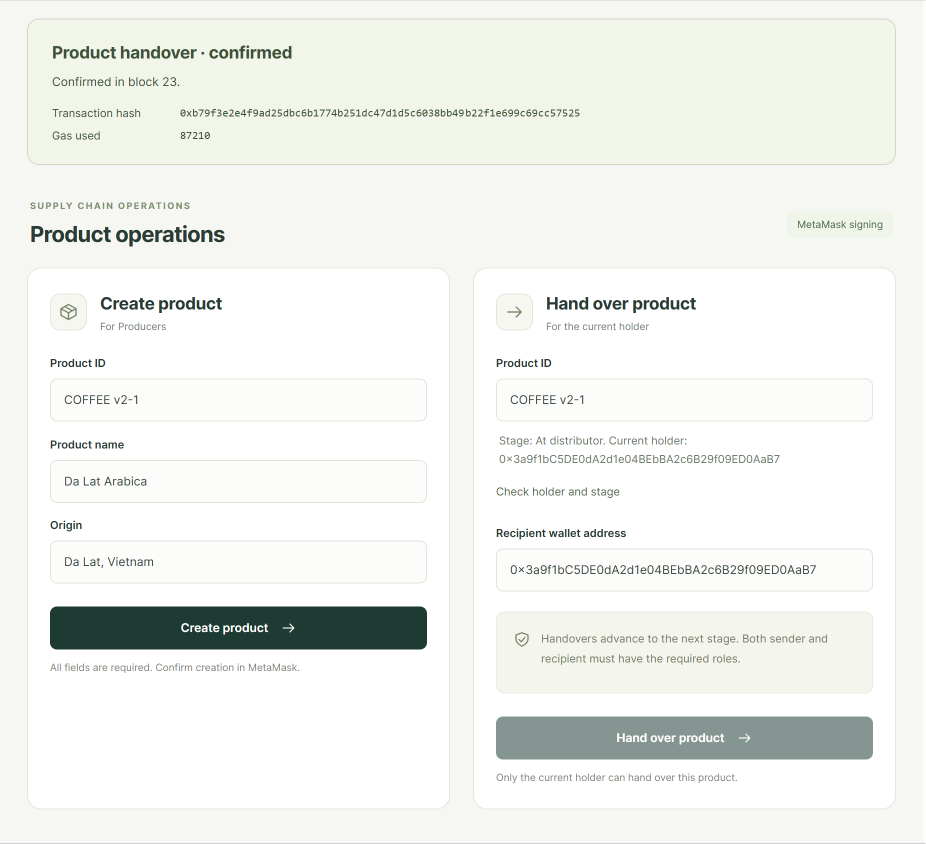 Product handover · confirmed
Confirmed in block 23.
Transaction hash 0xb79f3e2e4f9ad25dbc6b1774b251dc47d1d5c6038bb49b22f1e699c69cc57525
Gas used 87210
SUPPLY CHAIN OPERATIONS
Product operations
MetaMask signing
Create product
For Producers
Product ID
COFFEE v2-1
Product name
Da Lat Arabica
Origin
Da Lat, Vietnam
Create product →
All fields are required. Confirm creation in MetaMask.
Hand over product
For the current holder
Product ID
COFFEE v2-1
Stage: At distributor. Current holder:
0×3a9f1bC5DE0dA2d1e04BEbBA2c6B29f09ED0AaB7
Check holder and stage
Recipient wallet address
0×3a9f1bC5DE0dA2d1e04BEbBA2c6B29f09ED0AaB7
Handovers advance to the next stage. Both sender and
recipient must have the required roles.
Hand over product →
Only the current holder can hand over this product.